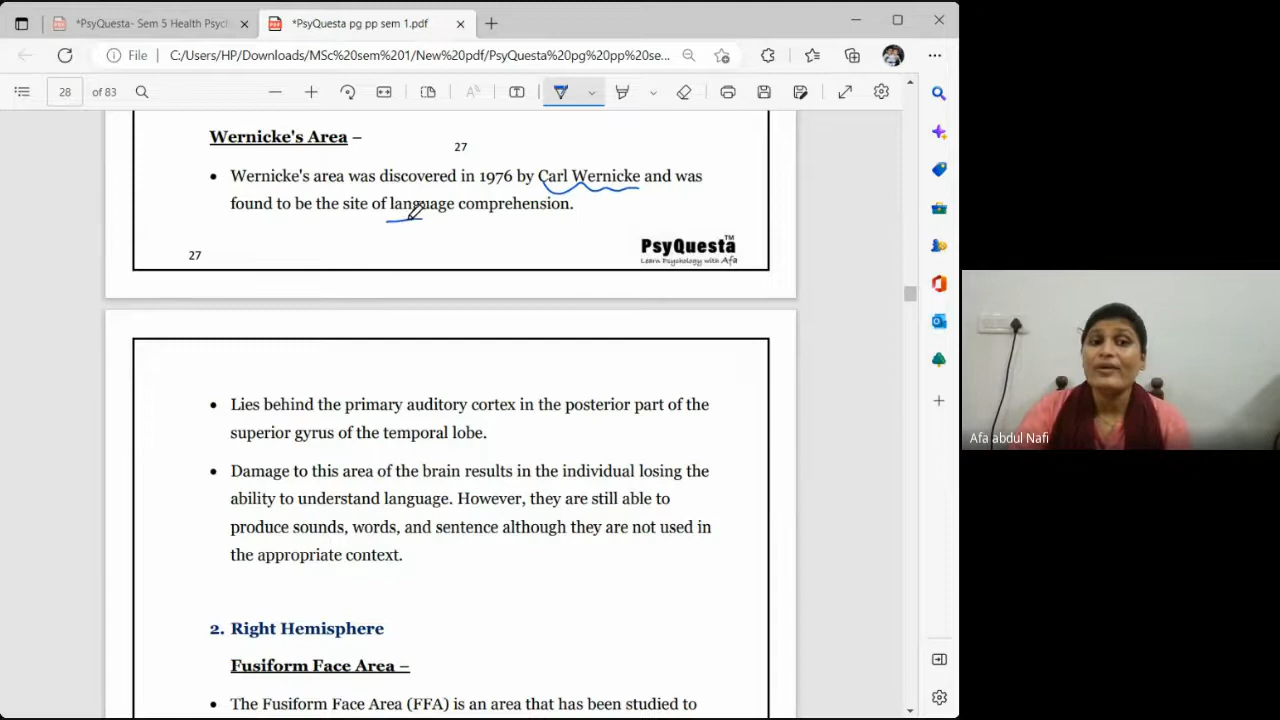 *PsyQuesta- Sem 5 Health Psych
*PsyQuesta pg pp sem 1.pdf
File
C:/Users/HP/Downloads/MSc%20sem%201/New%20pdf/PsyQuesta%20pg%20pp%20se...
28 of 83
Wernicke's Area –
27
• Wernicke's area was discovered in 1976 by Carl Wernicke and was
found to be the site of language comprehension.
27
PsyQuesta TM
Learn Psychology with Afa
• Lies behind the primary auditory cortex in the posterior part of the
superior gyrus of the temporal lobe.
• Damage to this area of the brain results in the individual losing the
ability to understand language. However, they are still able to
produce sounds, words, and sentence although they are not used in
the appropriate context.
2. Right Hemisphere
Fusiform Face Area –
• The Fusiform Face Area (FFA) is an area that has been studied to
Afa abdul Nafi